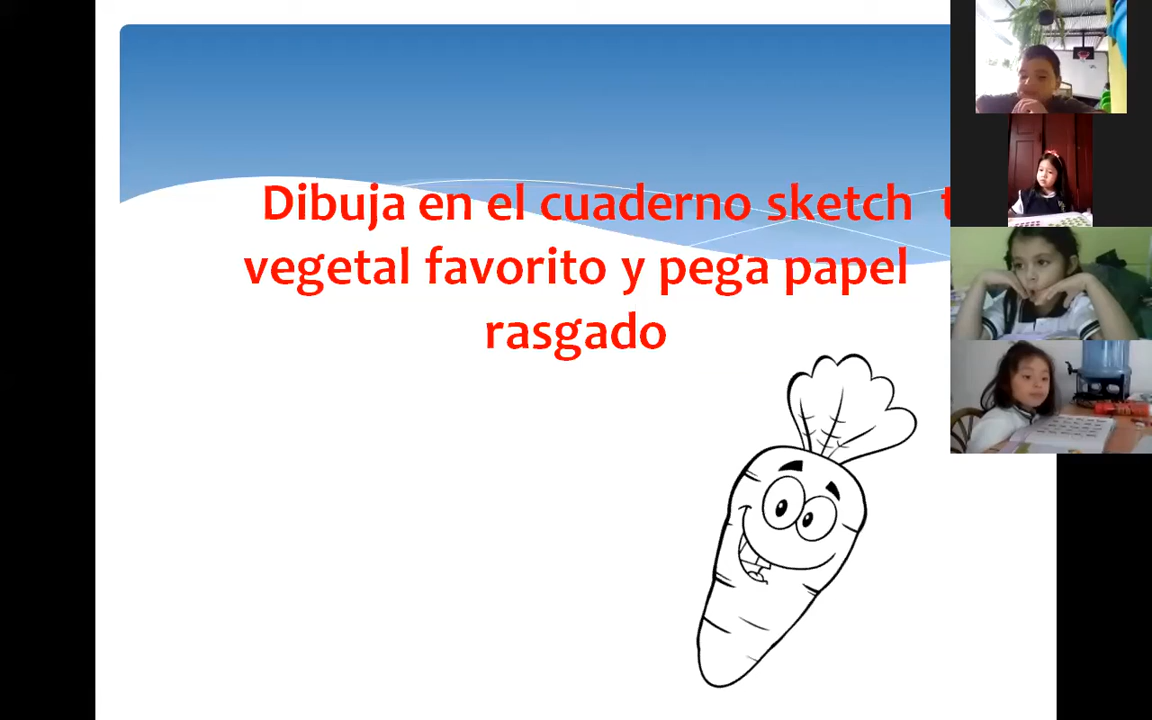 Dibuja en el cuaderno sketch
vegetal favorito y pega papel
rasgado